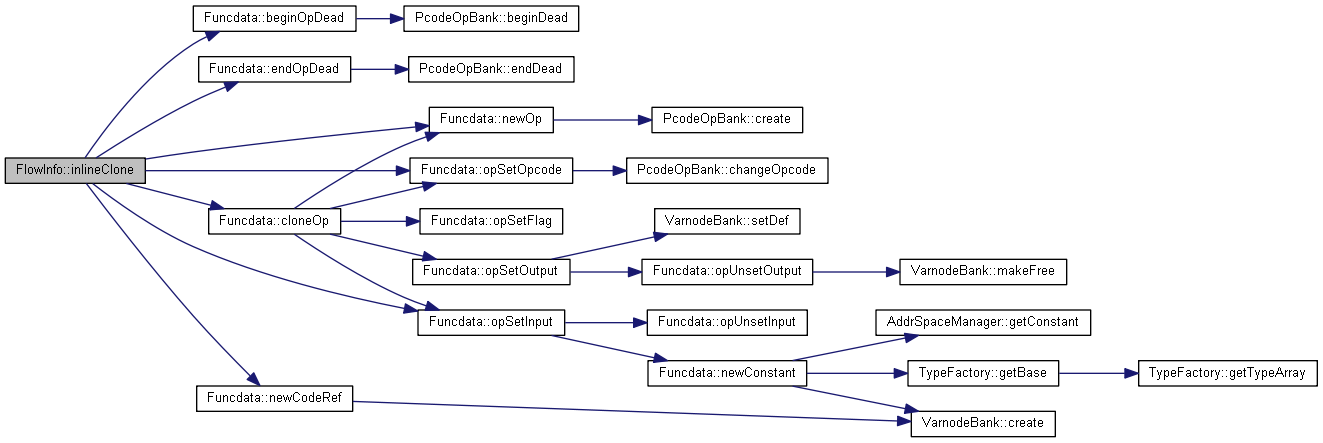 Funcdata::beginOpDead
PcodeOpBank::beginDead
Funcdata::endOpDead
PcodeOpBank::endDead
Funcdata::newOp
PcodeOpBank::create
FlowInfo::inlineClone
Funcdata::opSetOpcode
PcodeOpBank::changeOpcode
Funcdata::cloneOp
Funcdata::opSetFlag
VarnodeBank::setDef
Funcdata::opSetOutput
Funcdata::opUnsetOutput
VarnodeBank::makeFree
Funcdata::opSetInput
Funcdata::opUnsetInput
AddrSpaceManager::getConstant
Funcdata::newConstant
TypeFactory::getBase
TypeFactory::getTypeArray
Funcdata::newCodeRef
VarnodeBank::create